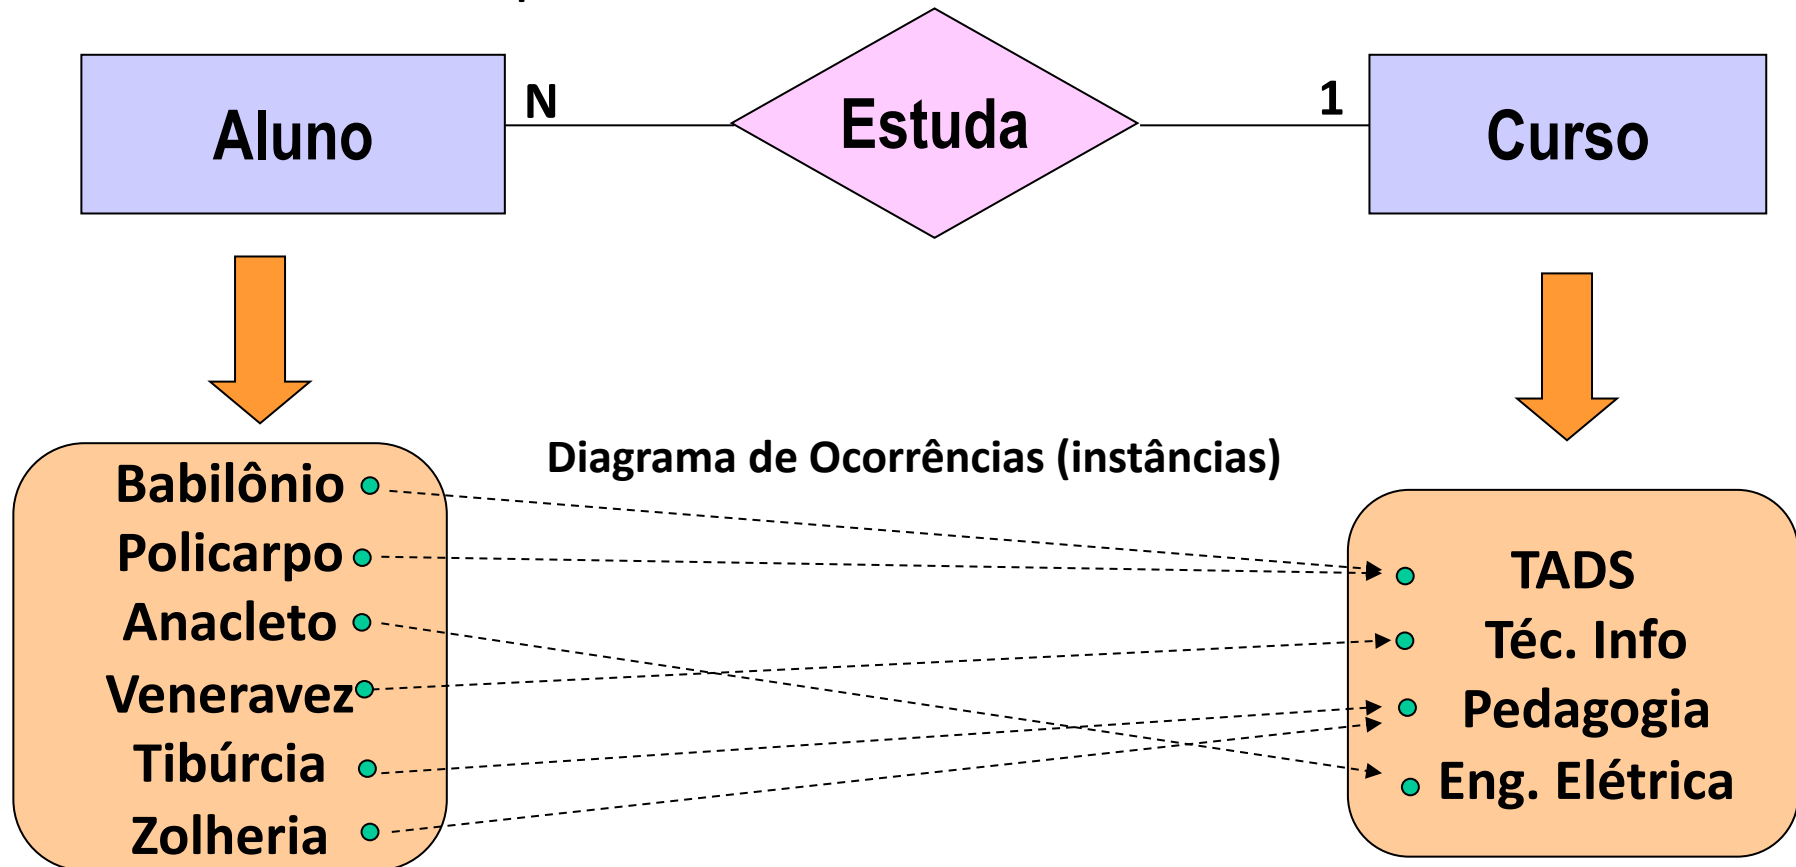 Aluno
N
Estuda
1
Curso
Diagrama de Ocorrências (instâncias)
Babilônio
Policarpo
Anacleto
Veneravez
Tibúrcia
Zolheria
TADS
Téc. Info
Pedagogia
Eng. Elétrica